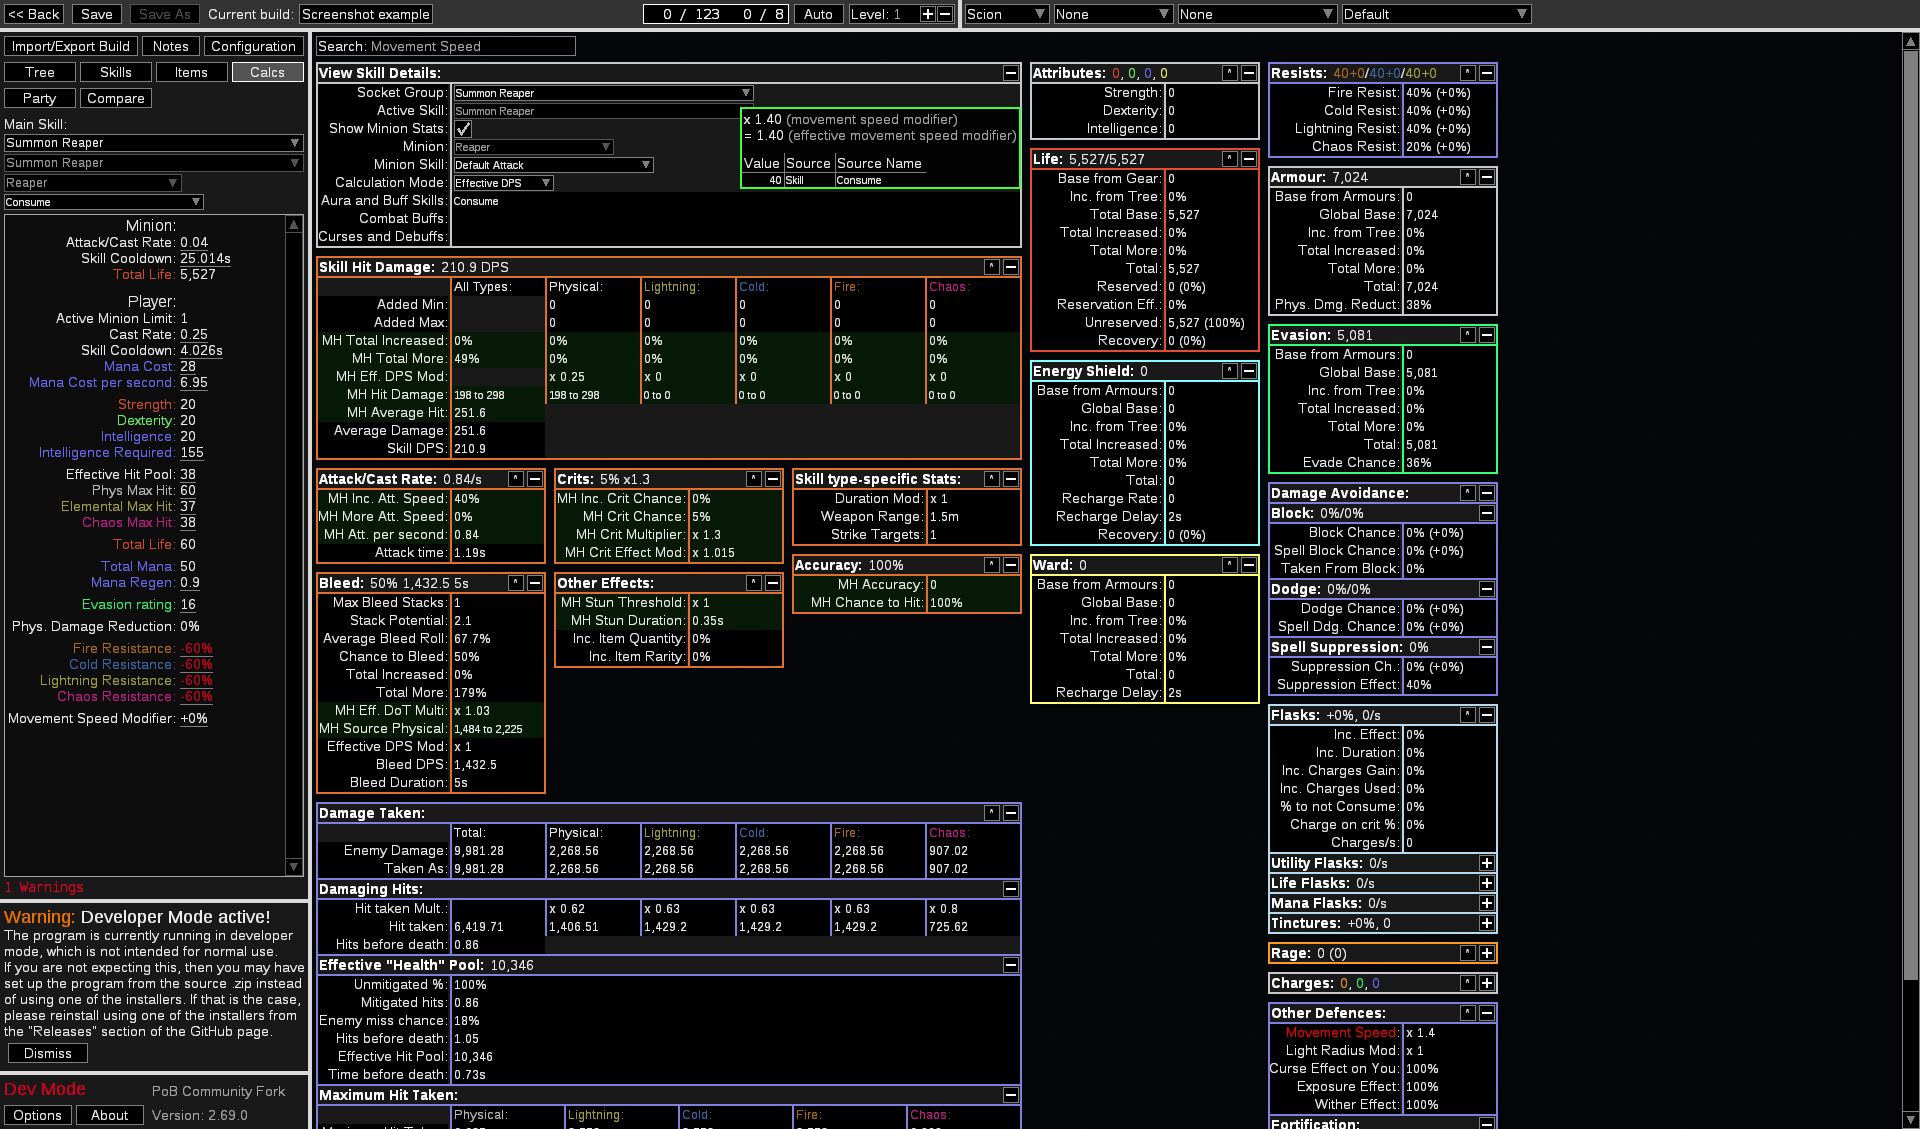 << Back Save Save As Current build: Screenshot example 0 / 123 0 / 8 Auto Level: 1 Scion None None Default
Import/Export Build Notes Configuration
Tree Skills Items Calcs
Party Compare
Main Skill:
Summon Reaper
Summon Reaper
Reaper
Consume
Minion:
Attack/Cast Rate: 0.04
Skill Cooldown: 25.014s
Total Life: 5,527
Player:
Active Minion Limit: 1
Cast Rate: 0.25
Skill Cooldown: 4.026s
Mana Cost: 28
Mana Cost per second: 6.95
Strength: 20
Dexterity: 20
Intelligence: 20
Intelligence Required: 155
Effective Hit Pool: 38
Phys Max Hit: 60
Elemental Max Hit: 37
Chaos Max Hit: 38
Total Life: 60
Total Mana: 50
Mana Regen: 0.9
Evasion rating: 16
Phys. Damage Reduction: 0%
Fire Resistance: -60%
Cold Resistance: -60%
Lightning Resistance: -60%
Chaos Resistance: -60%
Movement Speed Modifier: +0%
1 Warnings
Warning: Developer Mode active!
The program is currently running in developer
mode, which is not intended for normal use.
If you are not expecting this, then you may have
set up the program from the source .zip instead
of using one of the installers. If that is the case,
please reinstall using one of the installers from
the "Releases" section of the GitHub page.
Dismiss
Dev Mode PoB Community Fork
Options About Version: 2.69.0
Search: Movement Speed
View Skill Details:
Socket Group: Summon Reaper
Active Skill: Summon Reaper
Show Minion Stats:
Minion: Reaper
Minion Skill: Default Attack
Calculation Mode: Effective DPS
Aura and Buff Skills: Consume
Combat Buffs:
Curses and Debuffs:
x 1.40 (movement speed modifier)
= 1.40 (effective movement speed modifier)
Value Source Source Name
40 Skill Consume
Skill Hit Damage: 210.9 DPS
All Types: Physical: Lightning: Cold: Fire: Chaos:
Added Min: 0 0 0 0 0
Added Max: 0 0 0 0 0
MH Total Increased: 0% 0% 0% 0% 0% 0%
MH Total More: 49% 0% 0% 0% 0% 0%
MH Eff. DPS Mod: x 0.25 x 0 x 0 x 0 x 0
MH Hit Damage: 198 to 298 198 to 298 0 to 0 0 to 0 0 to 0 0 to 0
MH Average Hit: 251.6
Average Damage: 251.6
Skill DPS: 210.9
Attack/Cast Rate: 0.84/s
MH Inc. Att. Speed: 40%
MH More Att. Speed: 0%
MH Att. per second: 0.84
Attack time: 1.19s
Crits: 5% x1.3
MH Inc. Crit Chance: 0%
MH Crit Chance: 5%
MH Crit Multiplier: x 1.3
MH Crit Effect Mod: x 1.015
Skill type-specific Stats:
Duration Mod: x 1
Weapon Range: 1.5m
Strike Targets: 1
Accuracy: 100%
MH Accuracy: 0
MH Chance to Hit: 100%
Bleed: 50% 1,432.5 5s
Max Bleed Stacks: 1
Stack Potential: 2.1
Average Bleed Roll: 67.7%
Chance to Bleed: 50%
Total Increased: 0%
Total More: 179%
MH Eff. DoT Multi: x 1.03
MH Source Physical: 1,484 to 2,225
Effective DPS Mod: x 1
Bleed DPS: 1,432.5
Bleed Duration: 5s
Other Effects:
MH Stun Threshold: x 1
MH Stun Duration: 0.35s
Inc. Item Quantity: 0%
Inc. Item Rarity: 0%
Damage Taken:
Total: Physical: Lightning: Cold: Fire: Chaos:
Enemy Damage: 9,981.28 2,268.56 2,268.56 2,268.56 2,268.56 907.02
Taken As: 9,981.28 2,268.56 2,268.56 2,268.56 2,268.56 907.02
Damaging Hits:
Hit taken Mult.: x 0.62 x 0.63 x 0.63 x 0.63 x 0.8
Hit taken: 6,419.71 1,406.51 1,429.2 1,429.2 1,429.2 725.62
Hits before death: 0.86
Effective "Health" Pool: 10,346
Unmitigated %: 100%
Mitigated hits: 0.86
Enemy miss chance: 18%
Hits before death: 1.05
Effective Hit Pool: 10,346
Time before death: 0.73s
Maximum Hit Taken:
Physical: Lightning: Cold: Fire: Chaos:
Attributes: 0, 0, 0, 0
Strength: 0
Dexterity: 0
Intelligence: 0
Life: 5,527/5,527
Base from Gear: 0
Inc. from Tree: 0%
Total Base: 5,527
Total Increased: 0%
Total More: 0%
Total: 5,527
Reserved: 0 (0%)
Reservation Eff.: 0%
Unreserved: 5,527 (100%)
Recovery: 0 (0%)
Energy Shield: 0
Base from Armours: 0
Global Base: 0
Inc. from Tree: 0%
Total Increased: 0%
Total More: 0%
Total: 0
Recharge Rate: 0
Recharge Delay: 2s
Recovery: 0 (0%)
Ward: 0
Base from Armours: 0
Global Base: 0
Inc. from Tree: 0%
Total Increased: 0%
Total More: 0%
Total: 0
Recharge Delay: 2s
Resists: 40+0/40+0/40+0
Fire Resist: 40% (+0%)
Cold Resist: 40% (+0%)
Lightning Resist: 40% (+0%)
Chaos Resist: 20% (+0%)
Armour: 7,024
Base from Armours: 0
Global Base: 7,024
Inc. from Tree: 0%
Total Increased: 0%
Total More: 0%
Total: 7,024
Phys. Dmg. Reduct: 38%
Evasion: 5,081
Base from Armours: 0
Global Base: 5,081
Inc. from Tree: 0%
Total Increased: 0%
Total More: 0%
Total: 5,081
Evade Chance: 36%
Damage Avoidance:
Block: 0%/0%
Block Chance: 0% (+0%)
Spell Block Chance: 0% (+0%)
Taken From Block: 0%
Dodge: 0%/0%
Dodge Chance: 0% (+0%)
Spell Ddg. Chance: 0% (+0%)
Spell Suppression: 0%
Suppression Ch.: 0% (+0%)
Suppression Effect: 40%
Flasks: +0%, 0/s
Inc. Effect: 0%
Inc. Duration: 0%
Inc. Charges Gain: 0%
Inc. Charges Used: 0%
% to not Consume: 0%
Charge on crit %: 0%
Charges/s: 0
Utility Flasks: 0/s
Life Flasks: 0/s
Mana Flasks: 0/s
Tinctures: +0%, 0
Rage: 0 (0)
Charges: 0, 0, 0
Other Defences:
Movement Speed: x 1.4
Light Radius Mod: x 1
Curse Effect on You: 100%
Exposure Effect: 100%
Wither Effect: 100%
Fortification: